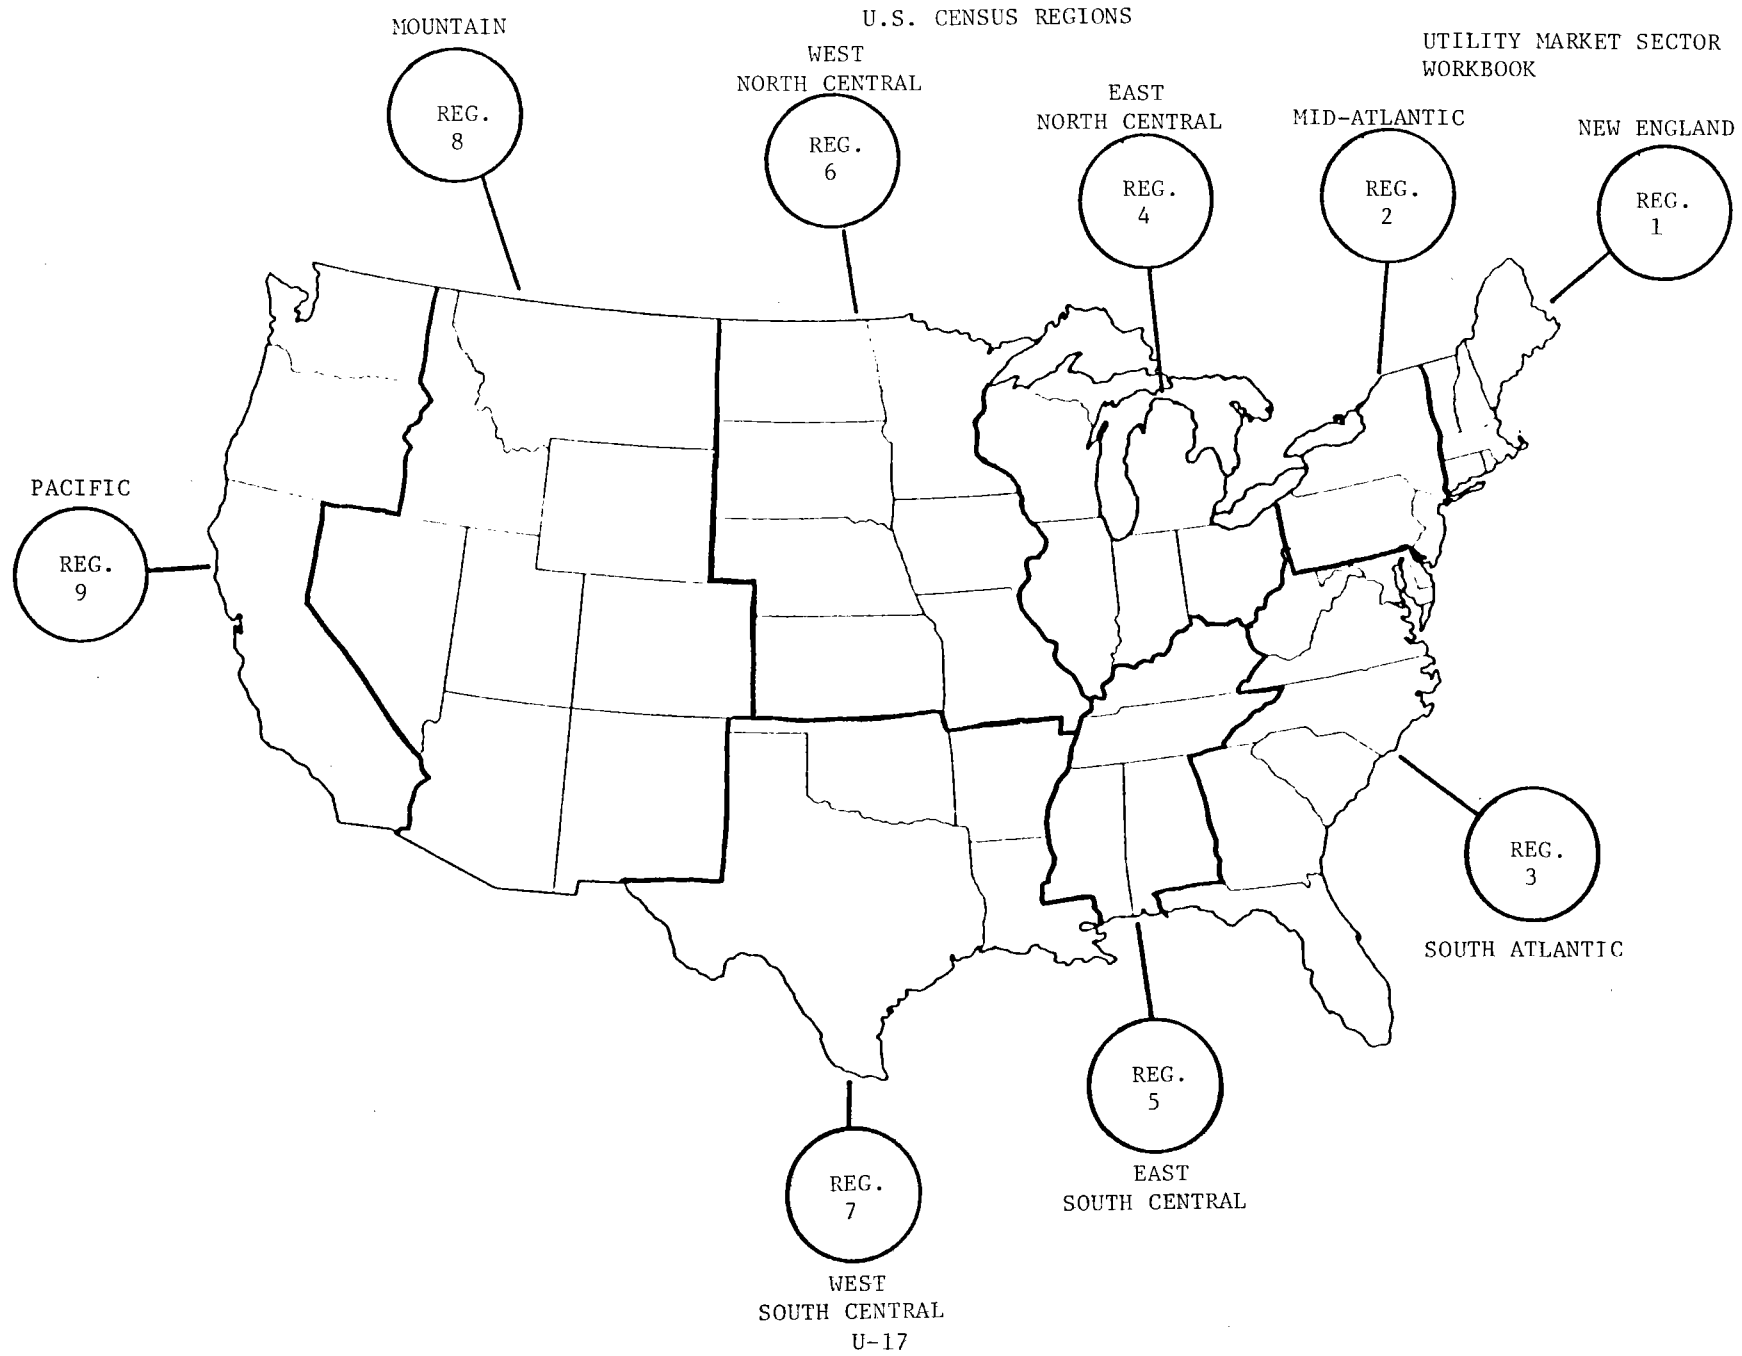 U.S. CENSUS REGIONS
UTILITY MARKET SECTOR
WORKBOOK
MOUNTAIN
REG.
8
WEST
NORTH CENTRAL
REG.
6
EAST
NORTH CENTRAL
REG.
4
MID-ATLANTIC
REG.
2
NEW ENGLAND
REG.
1
PACIFIC
REG.
9
REG.
3
SOUTH ATLANTIC
REG.
5
EAST
SOUTH CENTRAL
REG.
7
WEST
SOUTH CENTRAL
U-17